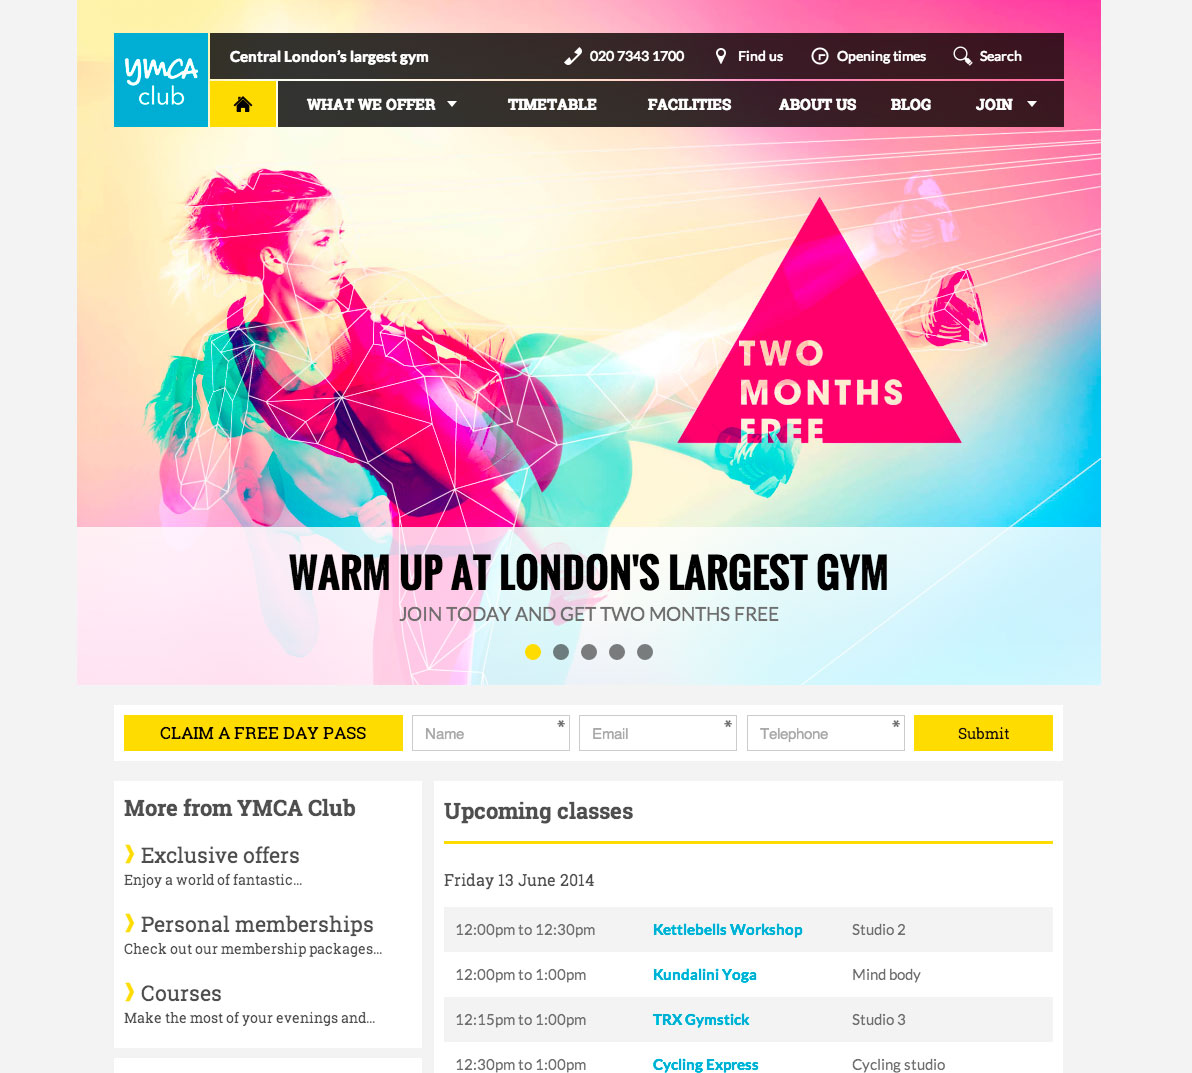 YMCA
club
Central London's largest gym
020 7343 1700
Find us
Opening times
Search
WHAT WE OFFER
TIMETABLE
FACILITIES
ABOUT US
BLOG
JOIN
TWO
MONTHS
FREE
WARM UP AT LONDON'S LARGEST GYM
JOIN TODAY AND GET TWO MONTHS FREE
CLAIM A FREE DAY PASS
Name *
Email *
Telephone *
Submit
More from YMCA Club
Exclusive offers
Enjoy a world of fantastic...
Personal memberships
Check out our membership packages...
Courses
Make the most of your evenings and...
Upcoming classes
Friday 13 June 2014
12:00pm to 12:30pm Kettlebells Workshop Studio 2
12:00pm to 1:00pm Kundalini Yoga Mind body
12:15pm to 1:00pm TRX Gymstick Studio 3
12:30pm to 1:00pm Cycling Express Cycling studio